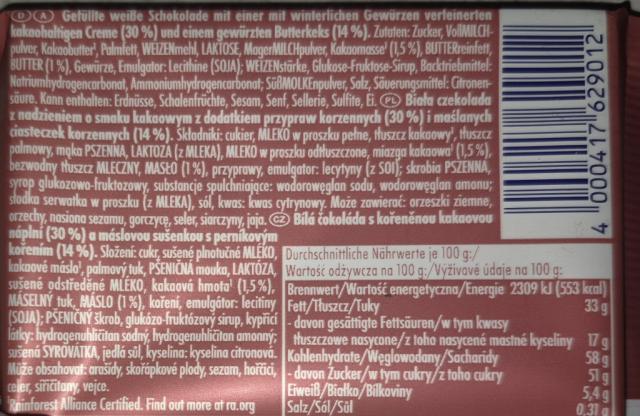 D A Gefüllte weiße Schokolade mit einer mit winterlichen Gewürzen verfeinerten
kakaohaltigen Creme (30 %) und einem gewürzten Butterkeks (14 %). Zutaten: Zucker, VollMILCH-
pulver, Kakaobutter¹, Palmfett, WEIZENmehl, LAKTOSE, MagerMILCHpulver, Kakaomasse¹ (1,5 %), BUTTERreinfett,
BUTTER (1 %), Gewürze, Emulgator: Lecithine (SOJA); WEIZENstärke, Glukose-Fruktose-Sirup, Backtriebmittel:
Natriumhydrogencarbonat, Ammoniumhydrogencarbonat; SüßMOLKEnpulver, Salz, Säuerungsmittel: Citronen-
säure. Kann enthalten: Erdnüsse, Schalenfrüchte, Sesam, Senf, Sellerie, Sulfite, Ei. PL Biała czekolada
z nadzieniem o smaku kakaowym z dodatkiem przypraw korzennych (30 %) i maślanych
ciasteczek korzennych (14 %). Składniki: cukier, MLEKO w proszku pełne, tłuszcz kakaowy¹, tłuszcz
palmowy, mąka PSZENNA, LAKTOZA (z MLEKA), MLEKO w proszku odtłuszczone, miazga kakaowa¹ (1,5 %),
bezwodny tłuszcz MLECZNY, MASŁO (1 %), przyprawy, emulgator: lecytyny (z SOI); skrobia PSZENNA,
syrop glukozowo-fruktozowy, substancje spulchniające: wodorowęglan sodu, wodorowęglan amonu;
słodka serwatka w proszku (z MLEKA), sól, kwas: kwas cytrynowy. Może zawierać: orzeszki ziemne,
orzechy, nasiona sezamu, gorczycę, seler, siarczyny, jaja. CZ Bílá čokoláda s kořeněnou kakaovou
náplní (30 %) a máslovou sušenkou s perníkovým
kořením (14 %). Složení: cukr, sušené plnotučné MLÉKO,
kakaové máslo¹, palmový tuk, PŠENIČNÁ mouka, LAKTÓZA,
sušené odstředěné MLÉKO, kakaová hmota¹ (1,5 %),
MÁSELNÝ tuk, MÁSLO (1 %), koření, emulgátor: lecitiny
(SÓJA); PŠENIČNÝ škrob, glukózo-fruktózový sirup, kypřicí
látky: hydrogenuhličitan sodný, hydrogenuhličitan amonný;
sušená SYROVÁTKA, jedlá sůl, kyselina: kyselina citronová.
Může obsahovat: arašídy, skořápkové plody, sezam, hořčici,
celer, siřičitany, vejce.
¹Rainforest Alliance Certified. Find out more at ra.org
Durchschnittliche Nährwerte je 100 g:/
Wartość odżywcza na 100 g:/Výživové údaje na 100 g:
Brennwert/Wartość energetyczna/Energie 2309 kJ (553 kcal)
Fett/Tłuszcz/Tuky 33 g
- davon gesättigte Fettsäuren/w tym kwasy
tłuszczowe nasycone/z toho nasycené mastné kyseliny 17 g
Kohlenhydrate/Węglowodany/Sacharidy 58 g
- davon Zucker/w tym cukry/z toho cukry 51 g
Eiweiß/Białko/Bílkoviny 5,4 g
Salz/Sól/Sůl 0,31 g
4 000417 629012